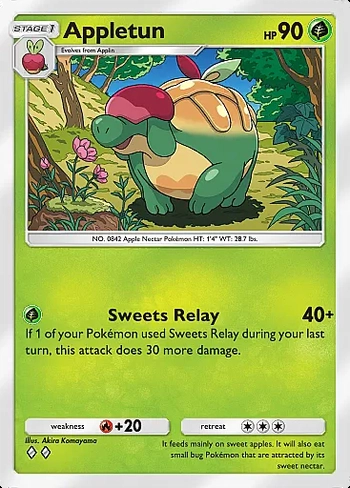 STAGE 1 Appletun HP 90
Evolves from Applin
NO. 0842 Apple Nectar Pokémon HT: 1'4" WT: 28.7 lbs.
Sweets Relay 40+
If 1 of your Pokémon used Sweets Relay during your last
turn, this attack does 30 more damage.
weakness +20 retreat
Illus. Akira Komayama
It feeds mainly on sweet apples. It will also eat
small bug Pokémon that are attracted by its
sweet nectar.